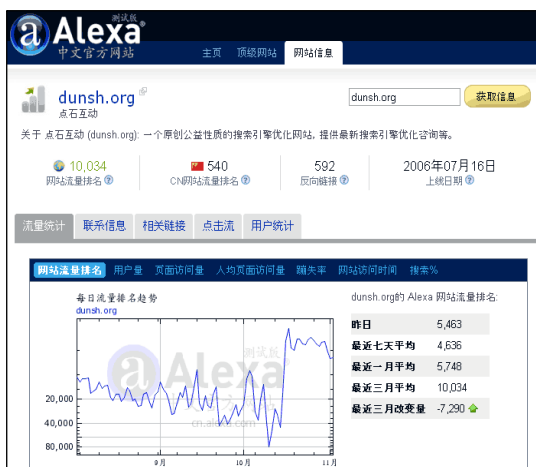 测试版
Alexa®
中文官方网站
主页 顶级网站 网站信息
dunsh.org
点石互动
dunsh.org 获取信息
关于 点石互动 (dunsh.org): 一个原创公益性质的搜索引擎优化网站, 提供最新搜索引擎优化咨询等。
10,034 540 592 2006年07月16日
网站流量排名 ? CN网站流量排名 ? 反向链接 ? 上线日期 ?
流量统计 联系信息 相关链接 点击流 用户统计
网站流量排名 用户量 页面访问量 人均页面访问量 蹦失率 网站访问时间 搜索%
每日流量排名趋势
dunsh.org
dunsh.org的 Alexa 网站流量排名:
昨日 5,463
最近七天平均 4,636
最近一月平均 5,748
最近三月平均 10,034
最近三月改变量 -7,290
测试版
Alexa
cn.alexa.com
20,000
40,000
80,000
9月 10月 11月